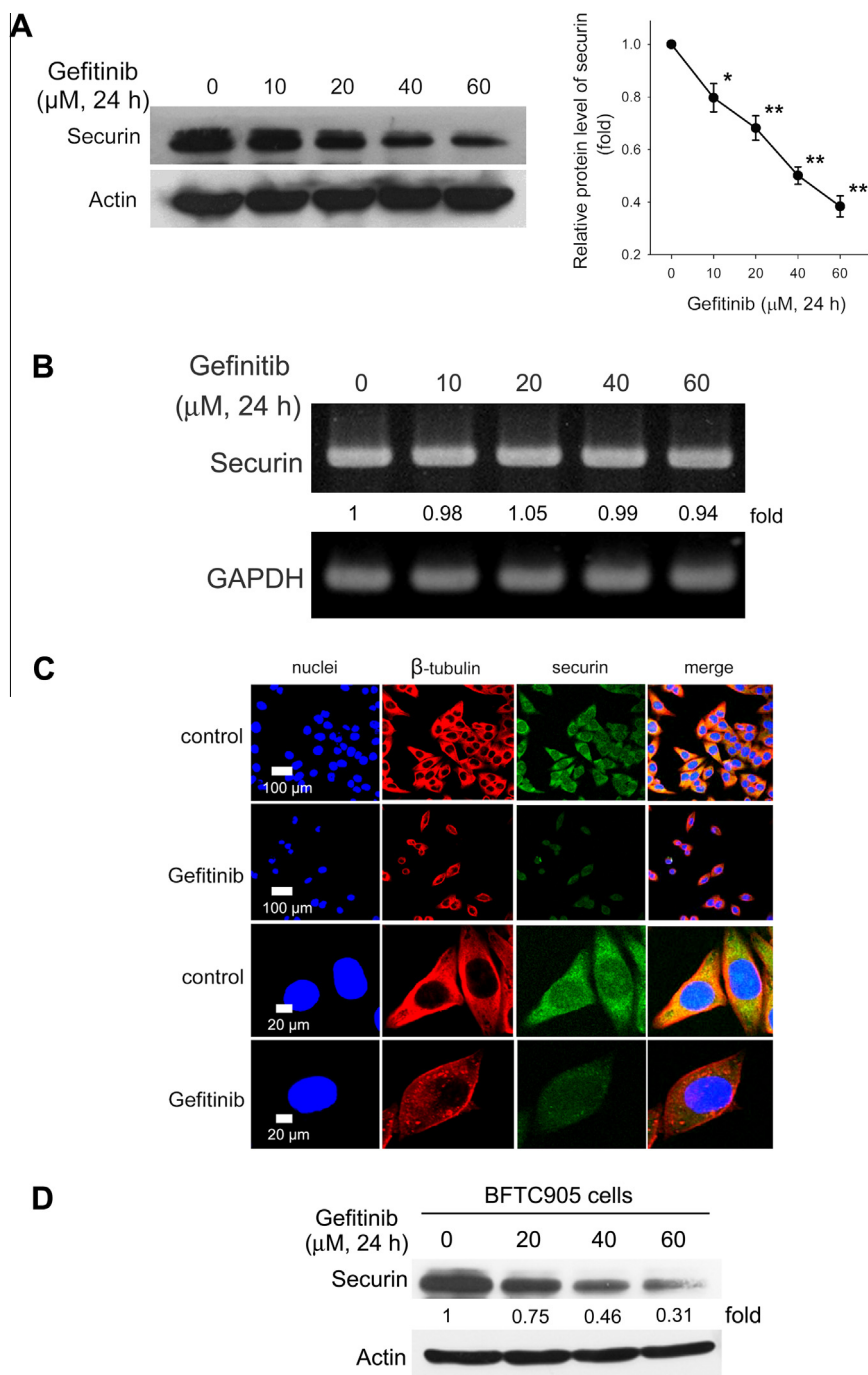 A
Gefitinib
(μM, 24 h)
0 10 20 40 60
Securin
Actin
Relative protein level of securin
(fold)
1.0
0.8
0.6
0.4
0.2
*
**
**
**
0 10 20 40 60
Gefitinib (μM, 24 h)
B
Gefinitib
(μM, 24 h)
0 10 20 40 60
Securin
1 0.98 1.05 0.99 0.94 fold
GAPDH
C
nuclei β-tubulin securin merge
control
100 μm
Gefitinib
100 μm
control
20 μm
Gefitinib
20 μm
D
BFTC905 cells
Gefitinib
(μM, 24 h)
0 20 40 60
Securin
1 0.75 0.46 0.31 fold
Actin